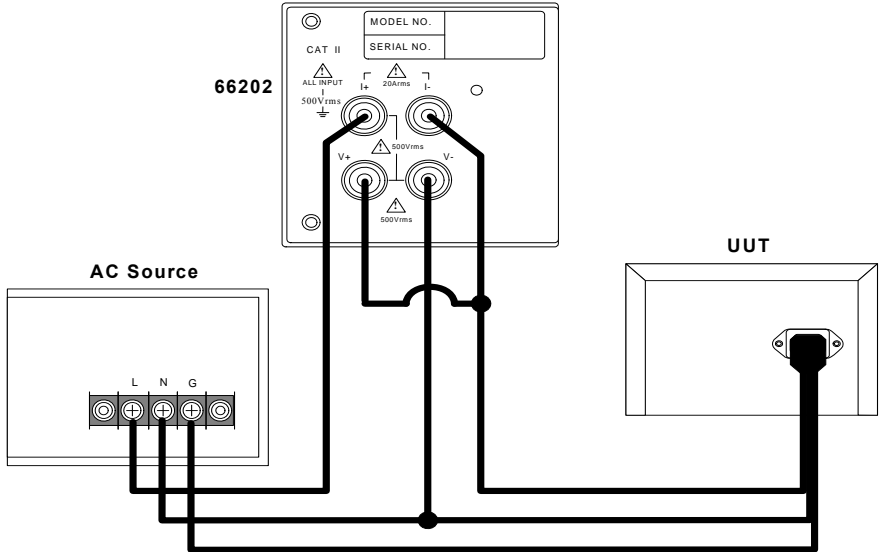 MODEL NO.
SERIAL NO.
CAT II
66202
ALL INPUT
500Vrms
I+
20Arms
I-
500Vrms
V+
V-
500Vrms
UUT
AC Source
L N G